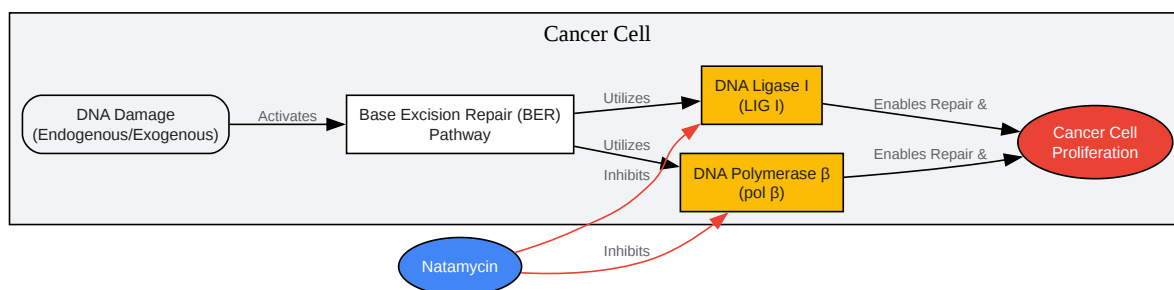 Cancer Cell
DNA Damage
(Endogenous/Exogenous)
Activates
Base Excision Repair (BER)
Pathway
Utilizes
DNA Ligase I
(LIG I)
Enables Repair &
Utilizes
Inhibits
DNA Polymerase β
(pol β)
Enables Repair &
Cancer Cell
Proliferation
Natamycin
Inhibits